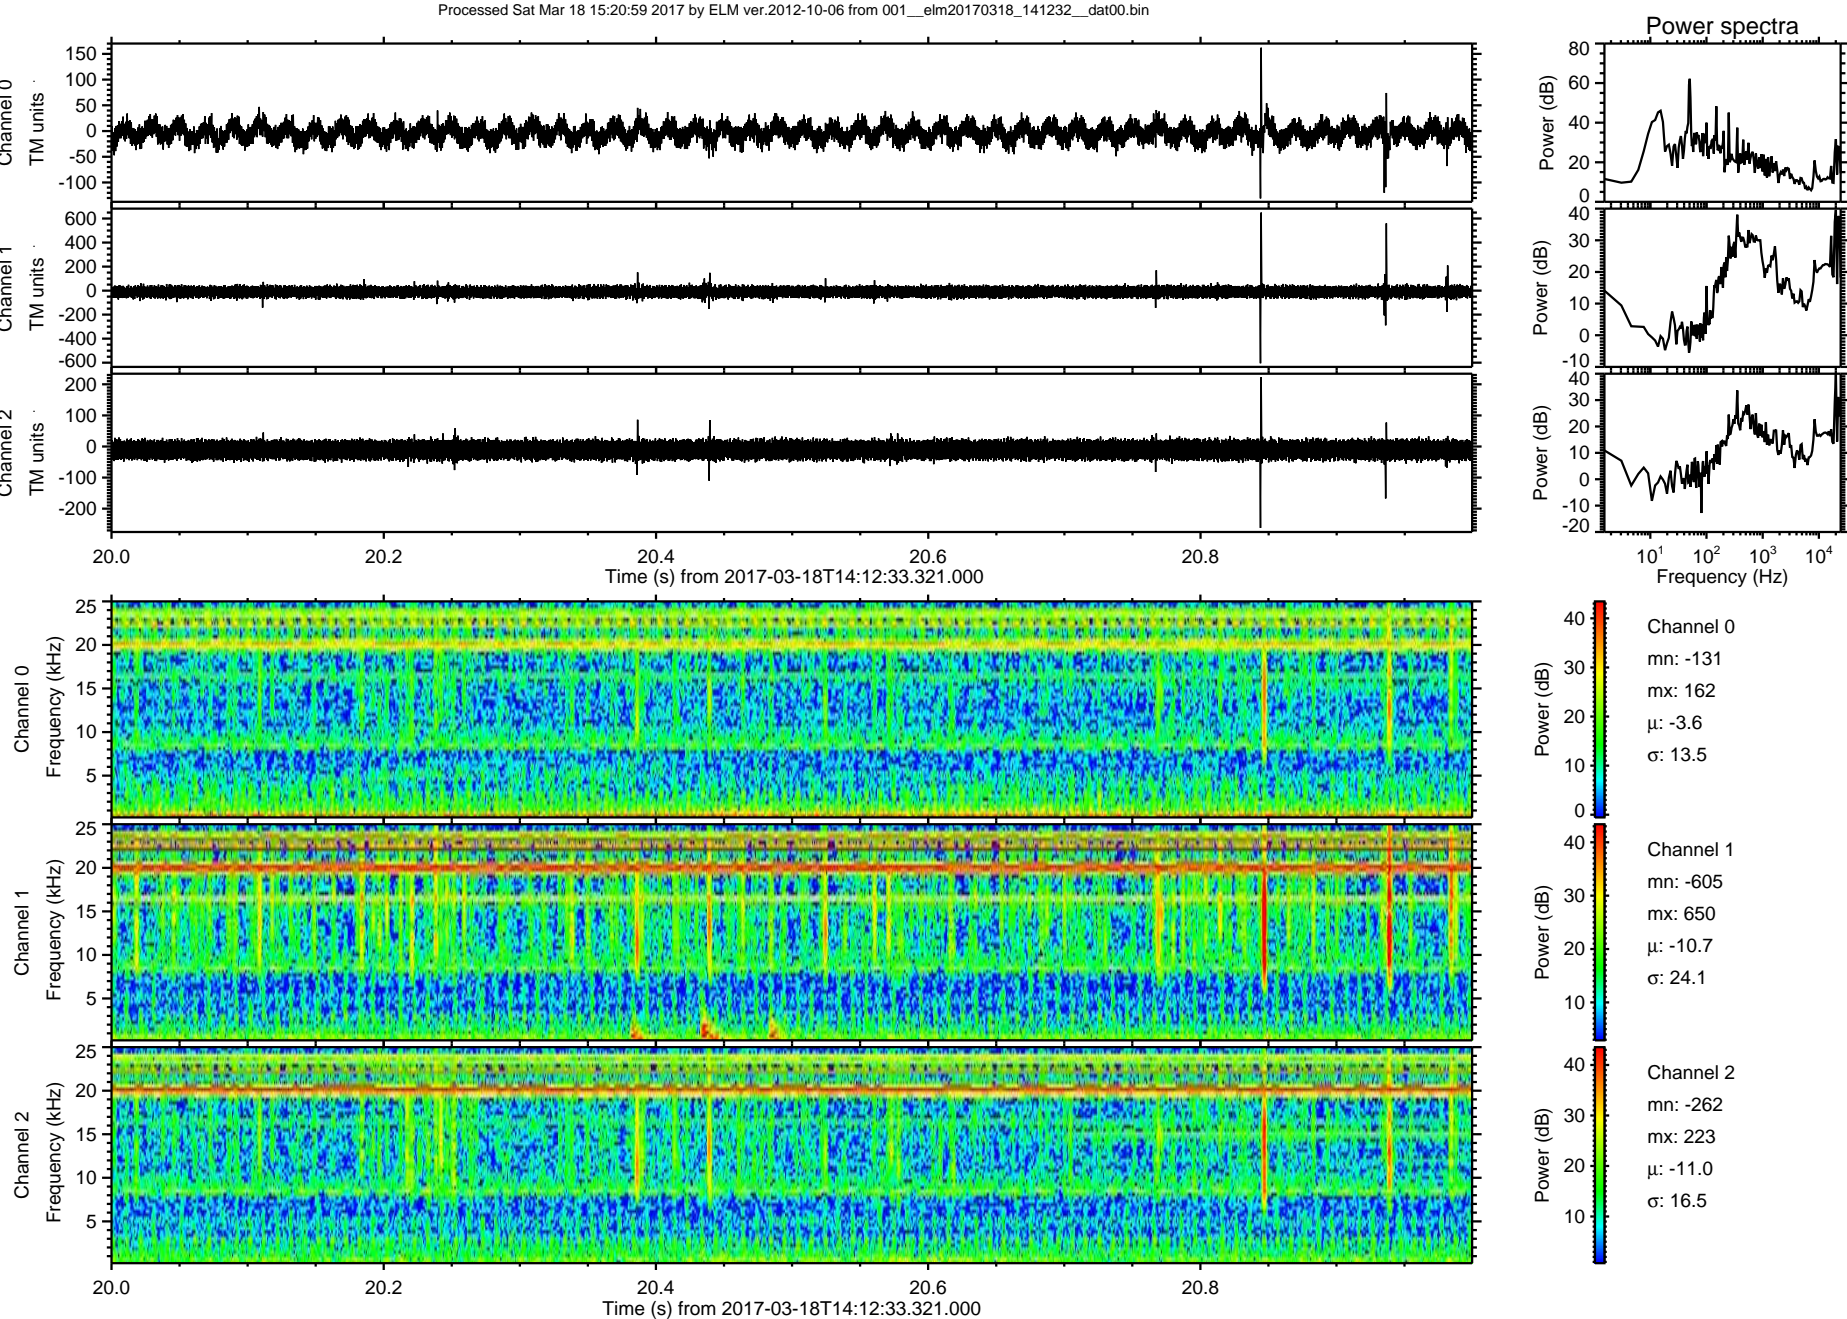 Processed Sat Mar 18 15:20:59 2017 by ELM ver.2012-10-06 from 001__elm20170318_141232__dat00.bin
Power spectra
Channel 0
TM units
150
100
50
0
-50
-100
Power (dB)
80
60
40
20
0
Channel 1
TM units
600
400
200
0
-200
-400
-600
Power (dB)
40
30
20
10
0
-10
Channel 2
TM units
200
100
0
-100
-200
Power (dB)
40
30
20
10
0
-10
-20
20.0 20.2 20.4 20.6 20.8
Time (s) from 2017-03-18T14:12:33.321.000
10^1 10^2 10^3 10^4
Frequency (Hz)
Channel 0
Frequency (kHz)
25
20
15
10
5
Power (dB)
40
30
20
10
0
Channel 0
mn: -131
mx: 162
μ: -3.6
σ: 13.5
Channel 1
Frequency (kHz)
25
20
15
10
5
Power (dB)
40
30
20
10
Channel 1
mn: -605
mx: 650
μ: -10.7
σ: 24.1
Channel 2
Frequency (kHz)
25
20
15
10
5
Power (dB)
40
30
20
10
Channel 2
mn: -262
mx: 223
μ: -11.0
σ: 16.5
20.0 20.2 20.4 20.6 20.8
Time (s) from 2017-03-18T14:12:33.321.000